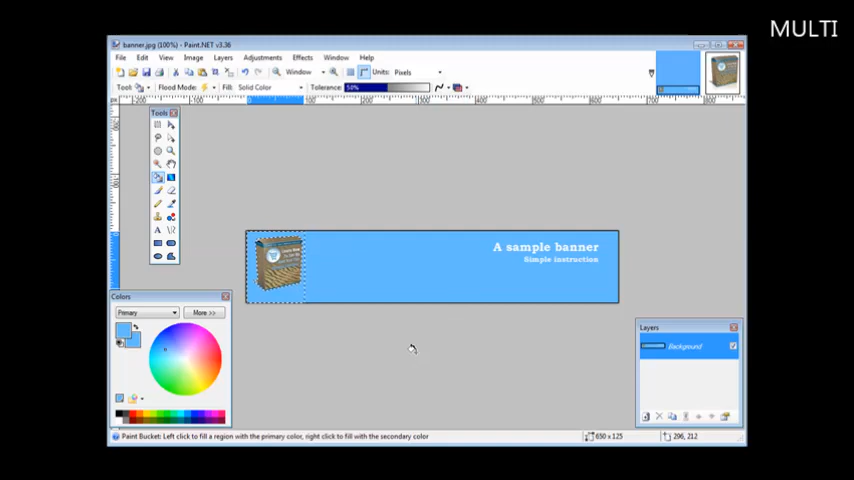 MULTI
banner.jpg (100%) - Paint.NET v3.36
File Edit View Image Layers Adjustments Effects Window Help
Window Units: Pixels
Tool: Flood Mode: Fill: Solid Color Tolerance: 50%
Tools
A sample banner
Simple instruction
Colors
Primary More >>
Layers
Background
Paint Bucket: Left click to fill a region with the primary color, right click to fill with the secondary color 650 x 125 296, 212